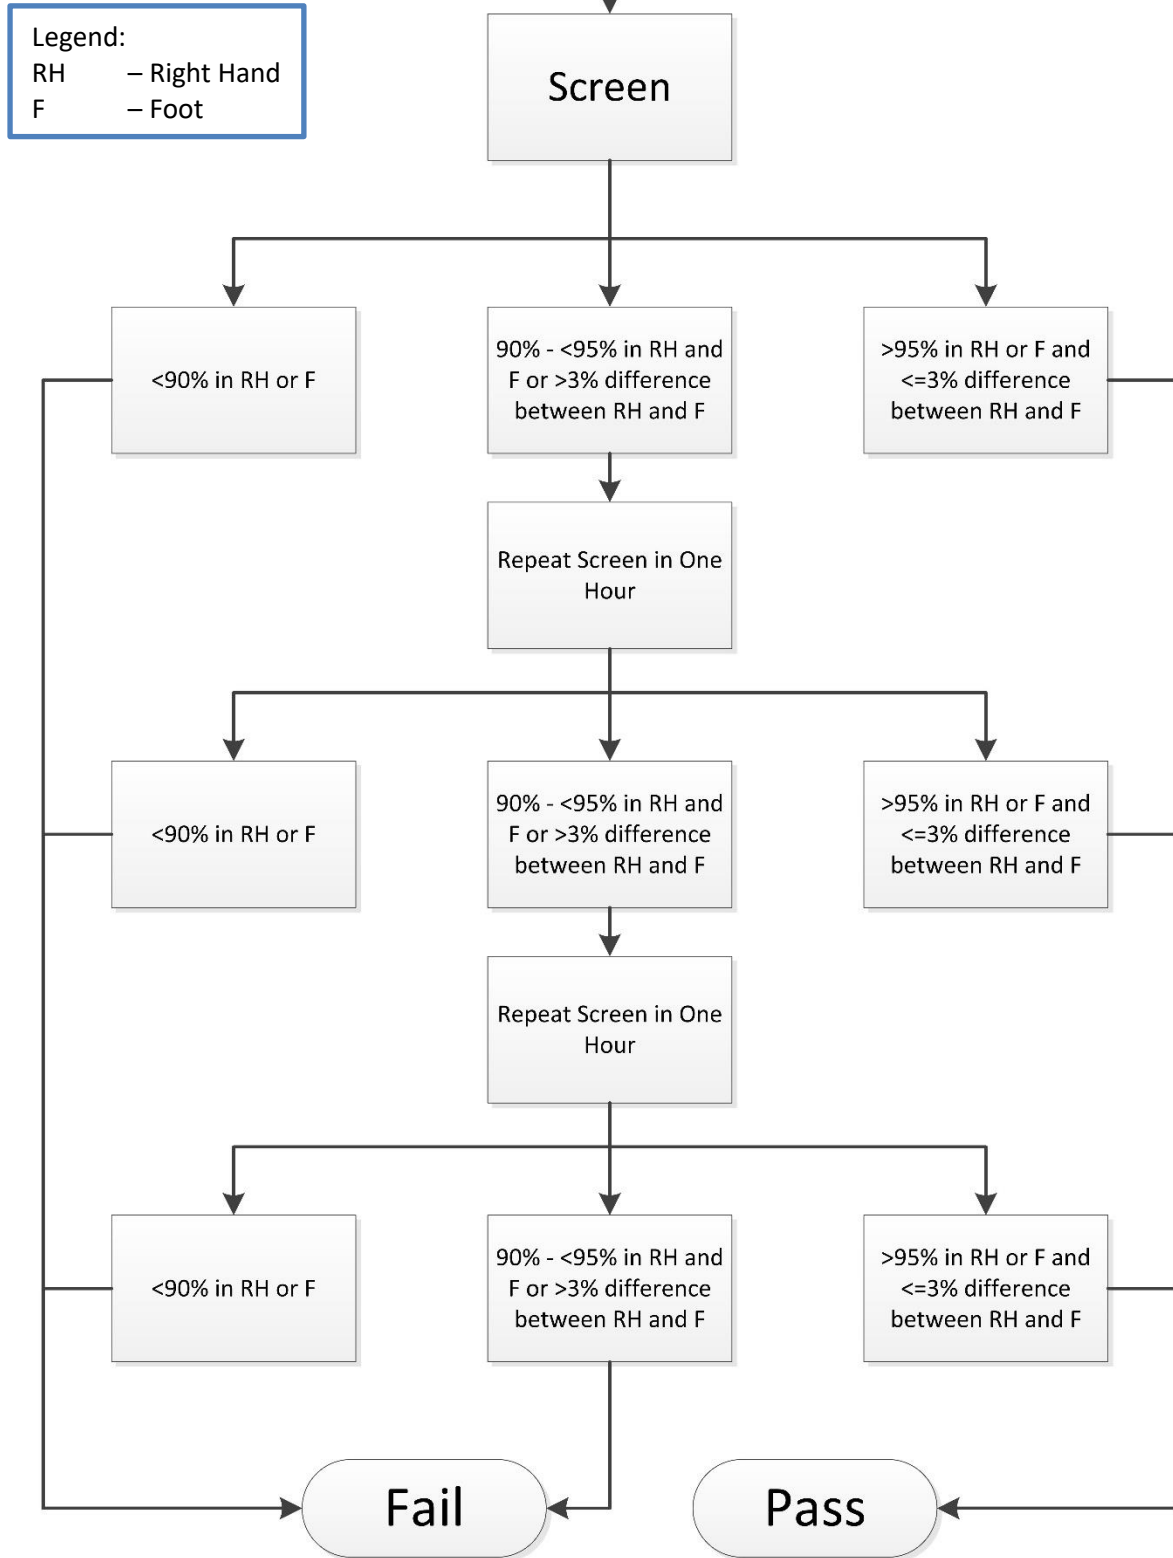 Legend:
RH – Right Hand
F – Foot
Screen
<90% in RH or F
90% - <95% in RH and
F or >3% difference
between RH and F
>95% in RH or F and
<=3% difference
between RH and F
Repeat Screen in One
Hour
<90% in RH or F
90% - <95% in RH and
F or >3% difference
between RH and F
>95% in RH or F and
<=3% difference
between RH and F
Repeat Screen in One
Hour
<90% in RH or F
90% - <95% in RH and
F or >3% difference
between RH and F
>95% in RH or F and
<=3% difference
between RH and F
Fail
Pass